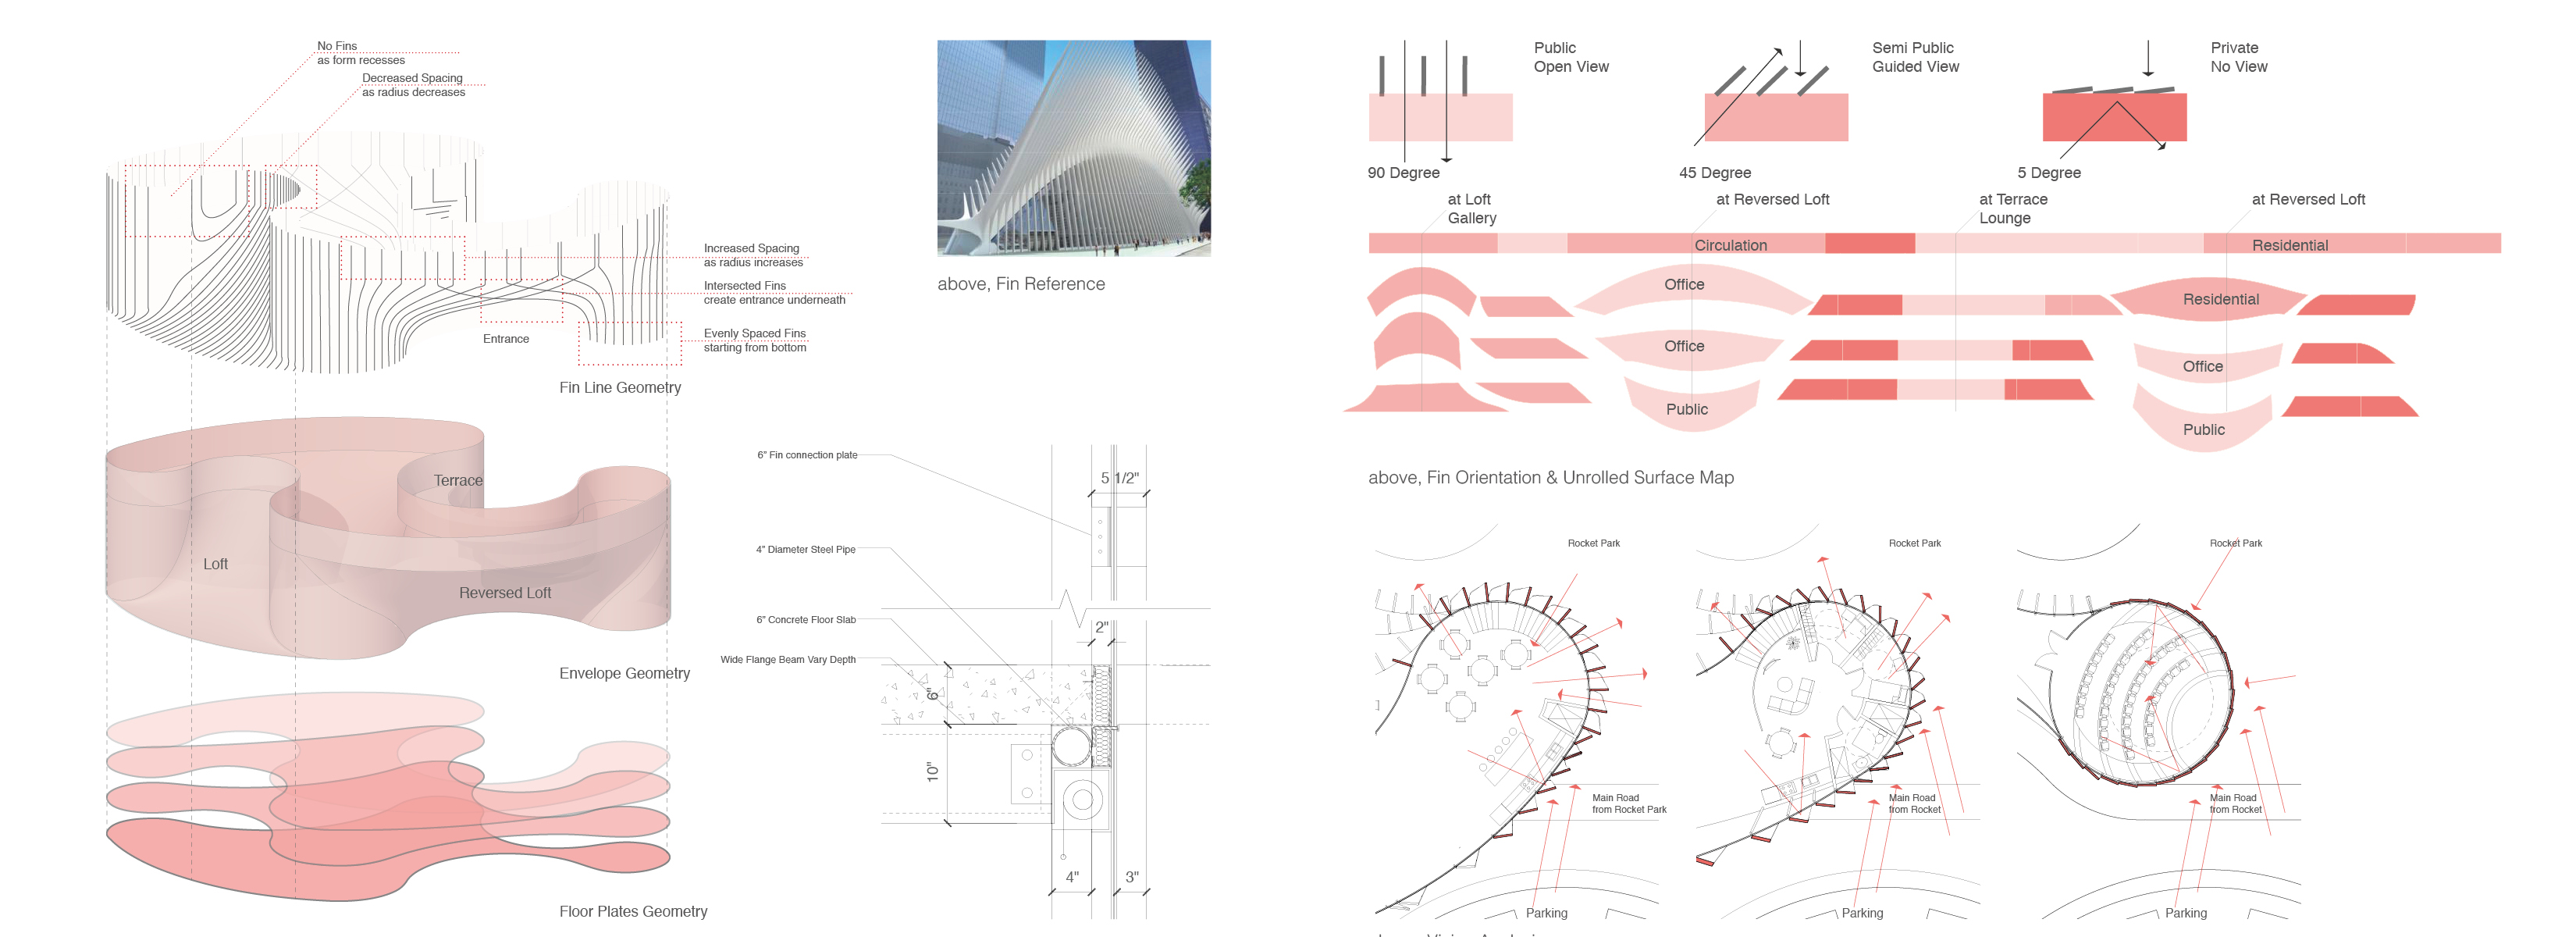 No Fins
as form recesses
Decreased Spacing
as radius decreases
Increased Spacing
as radius increases
Intersected Fins
create entrance underneath
Entrance
Evenly Spaced Fins
starting from bottom
Fin Line Geometry
Terrace
Loft
Reversed Loft
Envelope Geometry
Floor Plates Geometry
above, Fin Reference
6" Fin connection plate
5 1/2"
4" Diameter Steel Pipe
6" Concrete Floor Slab
2"
Wide Flange Beam Vary Depth
6"
10"
4"
3"
Public
Open View
90 Degree
Semi Public
Guided View
45 Degree
Private
No View
5 Degree
at Loft
Gallery
at Reversed Loft
at Terrace
Lounge
at Reversed Loft
Circulation
Residential
Office
Residential
Office
Office
Public
Public
above, Fin Orientation & Unrolled Surface Map
Rocket Park
Main Road
from Rocket Park
Parking
Rocket Park
Main Road
from Rocket
Parking
Rocket Park
Main Road
from Rocket
Parking